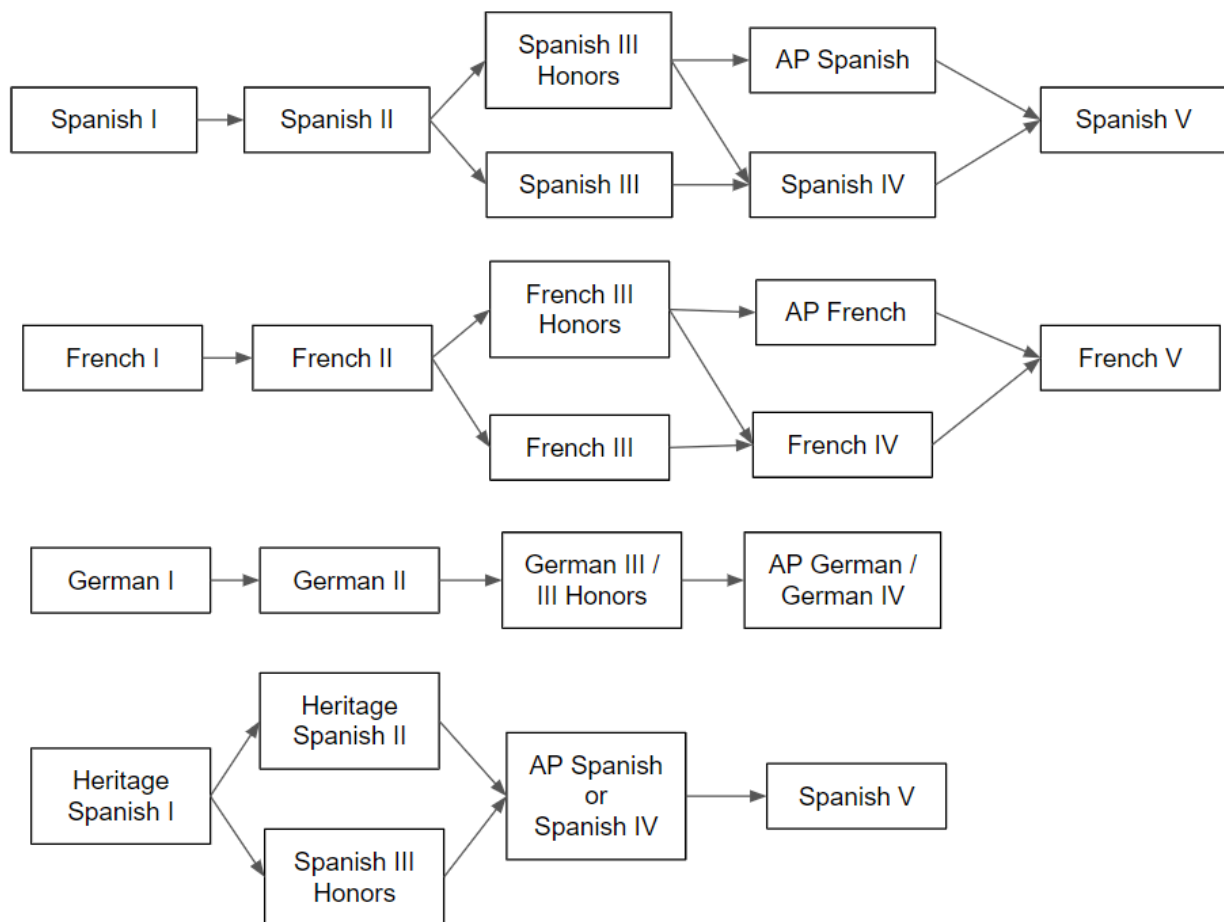 Spanish III
Honors
AP Spanish
Spanish I
Spanish II
Spanish V
Spanish III
Spanish IV
French III
Honors
AP French
French I
French II
French V
French III
French IV
German I
German II
German III /
III Honors
AP German /
German IV
Heritage
Spanish II
Heritage
Spanish I
AP Spanish
or
Spanish IV
Spanish V
Spanish III
Honors